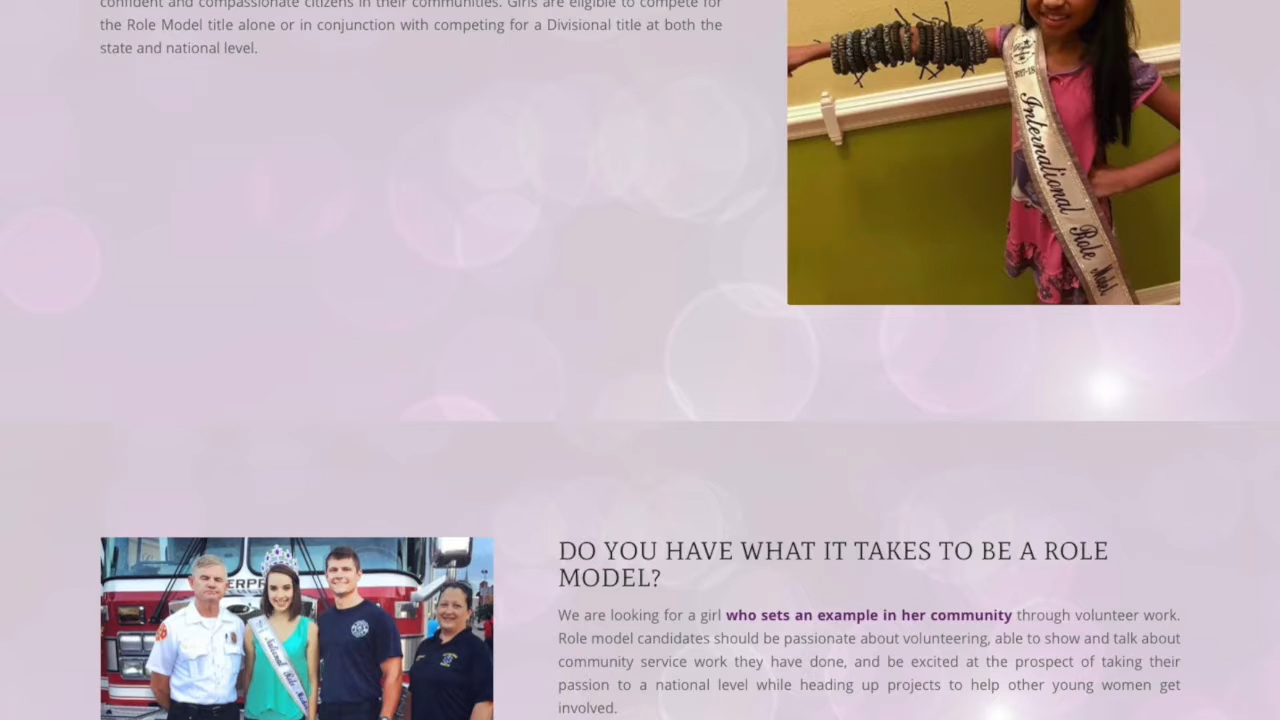 confident and compassionate citizens in their communities. Girls are eligible to compete for
the Role Model title alone or in conjunction with competing for a Divisional title at both the
state and national level.
2017-18
International Role Model
DO YOU HAVE WHAT IT TAKES TO BE A ROLE
MODEL?
We are looking for a girl who sets an example in her community through volunteer work.
Role model candidates should be passionate about volunteering, able to show and talk about
community service work they have done, and be excited at the prospect of taking their
passion to a national level while heading up projects to help other young women get
involved.